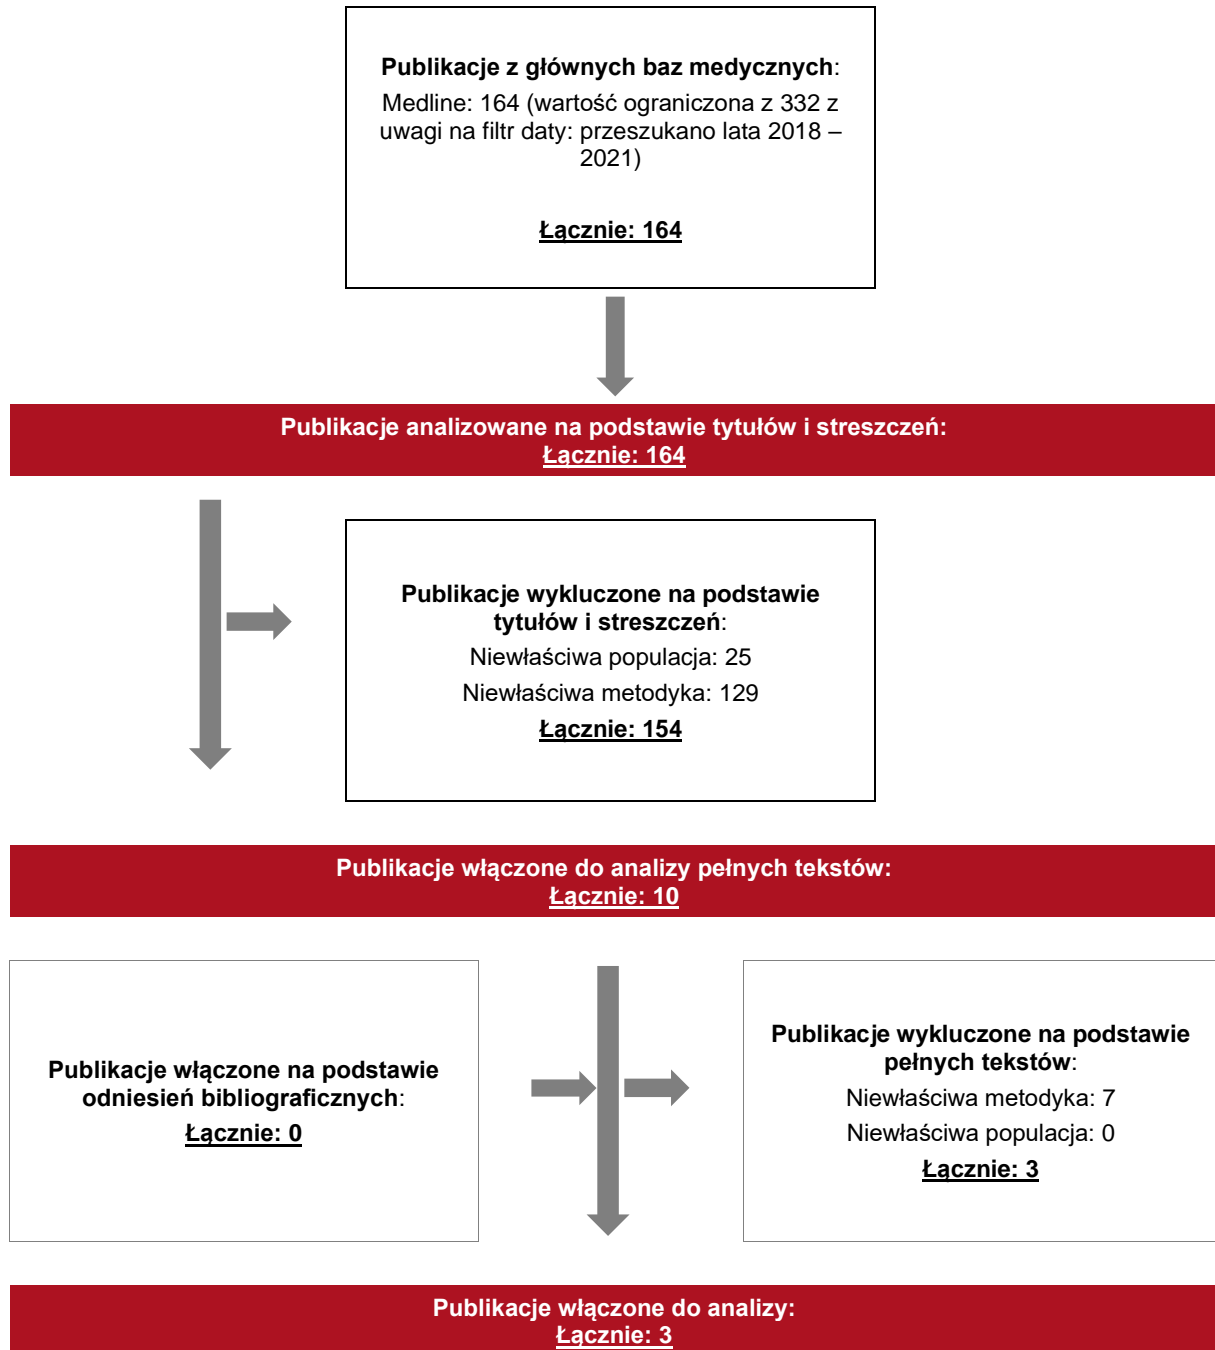 Publikacje z głównych baz medycznych:
Medline: 164 (wartość ograniczona z 332 z
uwagi na filtr daty: przeszukano lata 2018 –
2021)
Łącznie: 164
Publikacje analizowane na podstawie tytułów i streszczeń:
Łącznie: 164
Publikacje wykluczone na podstawie
tytułów i streszczeń:
Niewłaściwa populacja: 25
Niewłaściwa metodyka: 129
Łącznie: 154
Publikacje włączone do analizy pełnych tekstów:
Łącznie: 10
Publikacje włączone na podstawie
odniesień bibliograficznych:
Łącznie: 0
Publikacje wykluczone na podstawie
pełnych tekstów:
Niewłaściwa metodyka: 7
Niewłaściwa populacja: 0
Łącznie: 3
Publikacje włączone do analizy:
Łącznie: 3